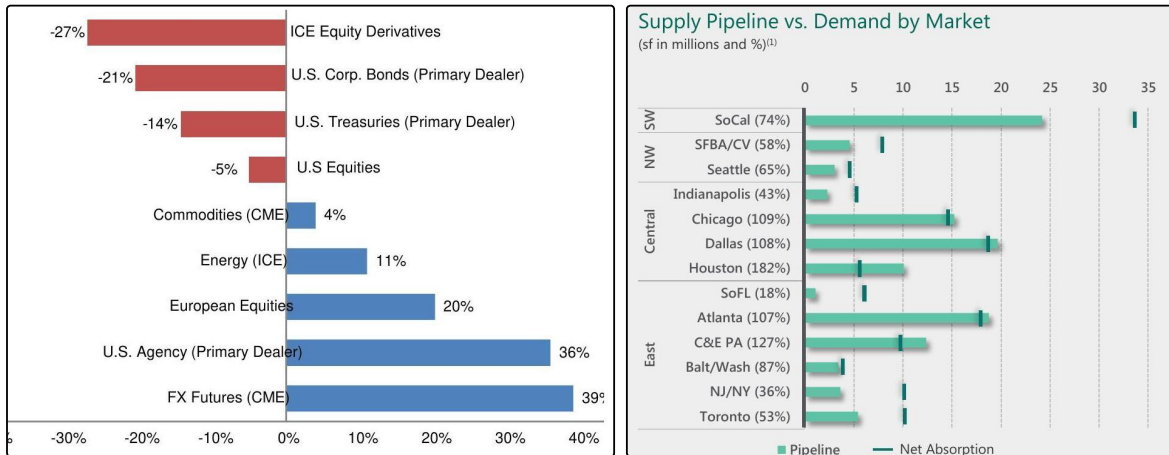 -27% ICE Equity Derivatives
-21% U.S. Corp. Bonds (Primary Dealer)
-14% U.S. Treasuries (Primary Dealer)
-5% U.S Equities
Commodities (CME) 4%
Energy (ICE) 11%
European Equities 20%
U.S. Agency (Primary Dealer) 36%
FX Futures (CME) 39%
-30% -20% -10% 0% 10% 20% 30% 40%
Supply Pipeline vs. Demand by Market
(sf in millions and %)(1)
0 5 10 15 20 25 30 35
SW
SoCal (74%)
NW
SFBA/CV (58%)
Seattle (65%)
Central
Indianapolis (43%)
Chicago (109%)
Dallas (108%)
Houston (182%)
East
SoFL (18%)
Atlanta (107%)
C&E PA (127%)
Balt/Wash (87%)
NJ/NY (36%)
Toronto (53%)
Pipeline Net Absorption